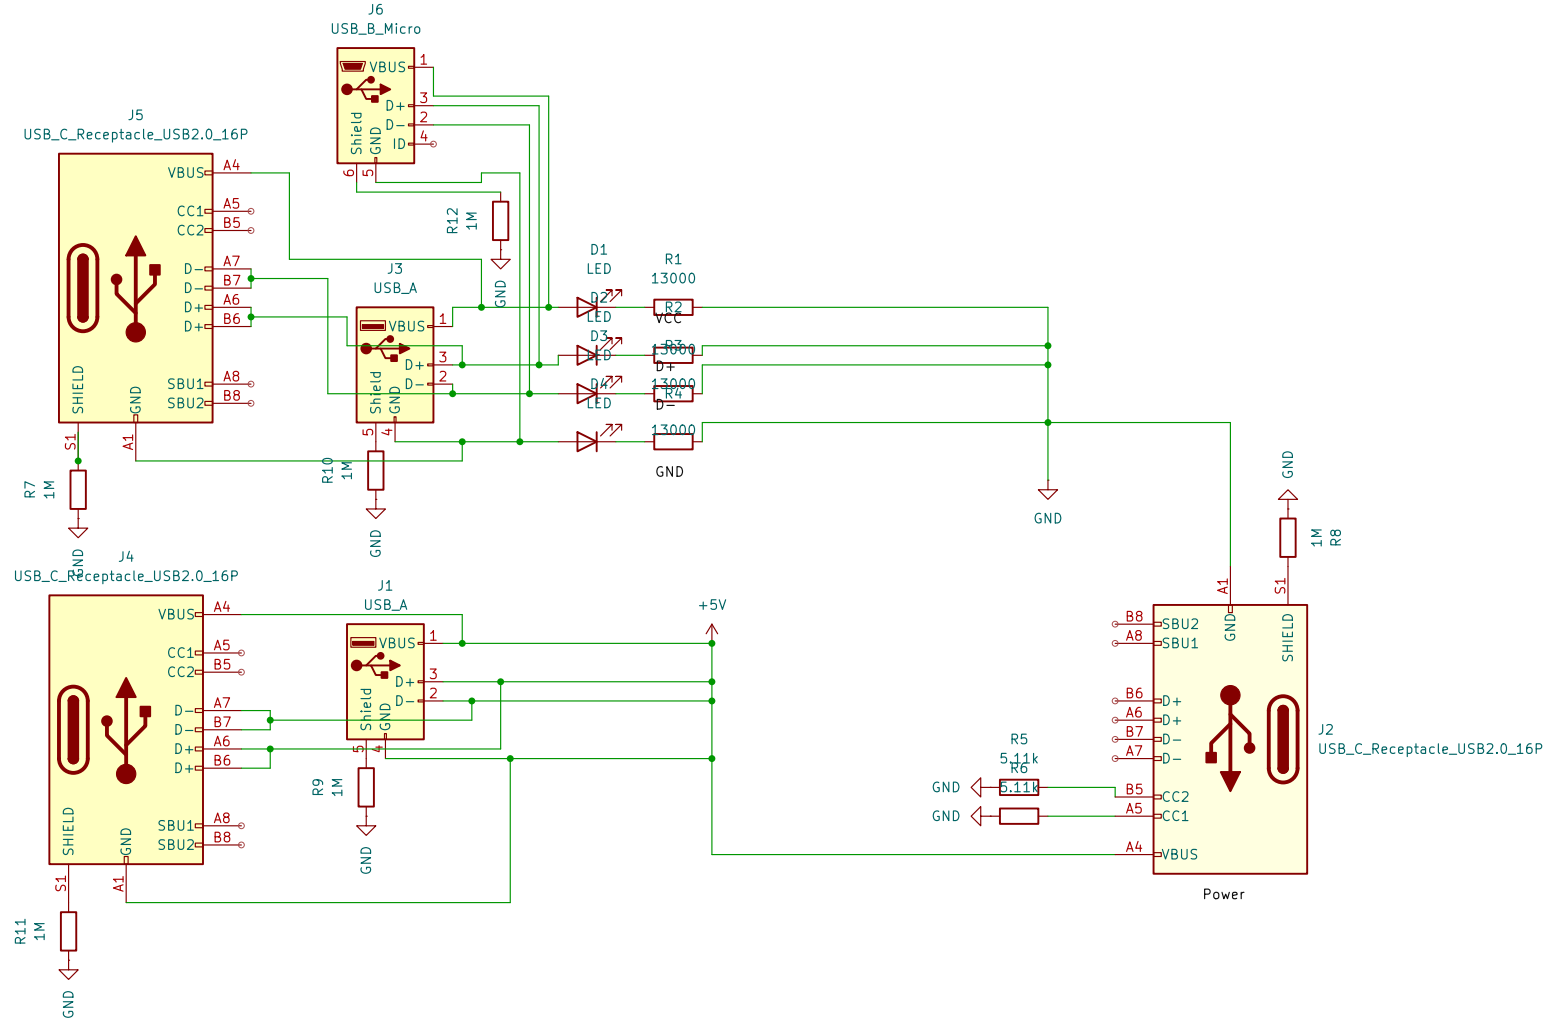 J6
USB_B_Micro
VBUS
1
D+
3
D-
2
ID
4
Shield
GND
6
5
J5
USB_C_Receptacle_USB2.0_16P
VBUS
A4
CC1
A5
CC2
B5
D-
A7
D-
B7
D+
A6
D+
B6
SBU1
A8
SBU2
B8
SHIELD
GND
S1
A1
R7
1M
GND
R12
1M
GND
J3
USB_A
VBUS
1
D+
3
D-
2
Shield
GND
5
4
R10
1M
GND
D1
LED
D2
LED
D3
LED
D4
LED
R1
13000
R2
VCC
R3
13000
D+
13000
R4
D-
13000
GND
GND
J4
USB_C_Receptacle_USB2.0_16P
VBUS
A4
CC1
A5
CC2
B5
D-
A7
D-
B7
D+
A6
D+
B6
SBU1
A8
SBU2
B8
SHIELD
GND
S1
A1
R11
1M
GND
J1
USB_A
VBUS
1
D+
3
D-
2
Shield
GND
5
4
R9
1M
GND
+5V
GND
1M
R8
A1
S1
B8
SBU2
A8
SBU1
GND
SHIELD
B6
D+
A6
D+
B7
D-
A7
D-
B5
CC2
A5
CC1
A4
VBUS
J2
USB_C_Receptacle_USB2.0_16P
R5
5.11k
R6
5.11k
GND
GND
Power